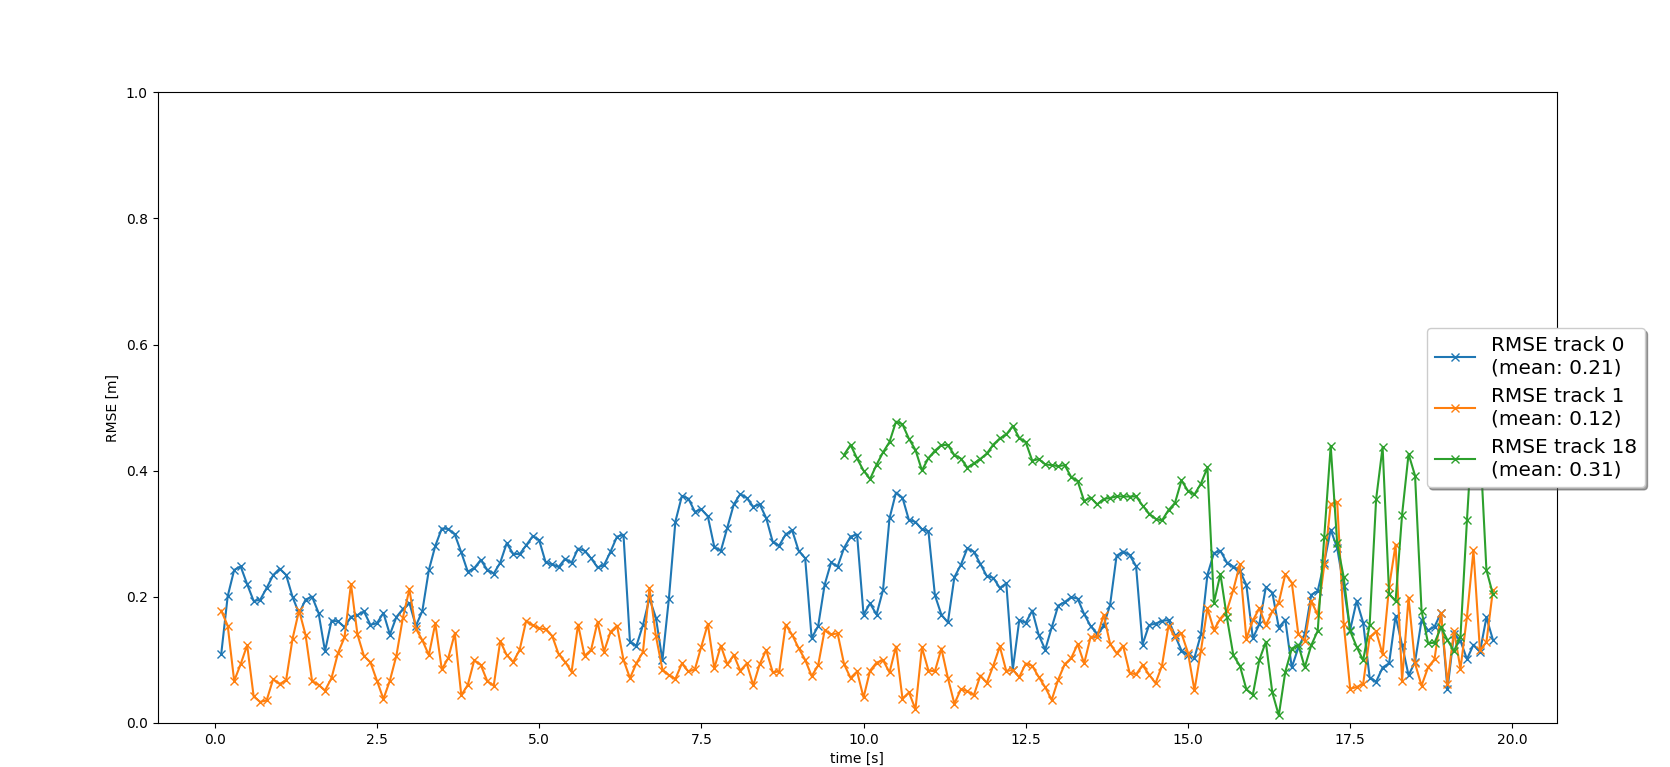 1.0
0.8
0.6
0.4
0.2
0.0
RMSE [m]
0.0 2.5 5.0 7.5 10.0 12.5 15.0 17.5 20.0
time [s]
RMSE track 0
(mean: 0.21)
RMSE track 1
(mean: 0.12)
RMSE track 18
(mean: 0.31)